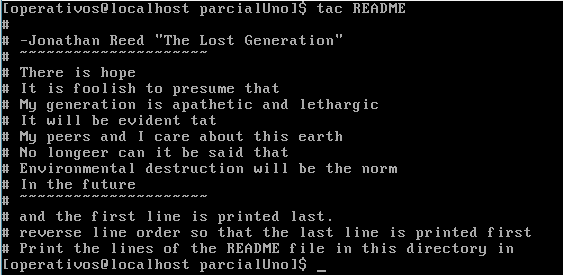 [operativos@localhost parcialUno]$ tac README
#
# -Jonathan Reed "The Lost Generation"
# ~~~~~~~~~~~~~~~~~~~~~
# There is hope
# It is foolish to presume that
# My generation is apathetic and lethargic
# It will be evident tat
# My peers and I care about this earth
# No longeer can it be said that
# Environmental destruction will be the norm
# In the future
# ~~~~~~~~~~~~~~~~~~~~~
#
# and the first line is printed last.
# reverse line order so that the last line is printed first
# Print the lines of the README file in this directory in
[operativos@localhost parcialUno]$ _